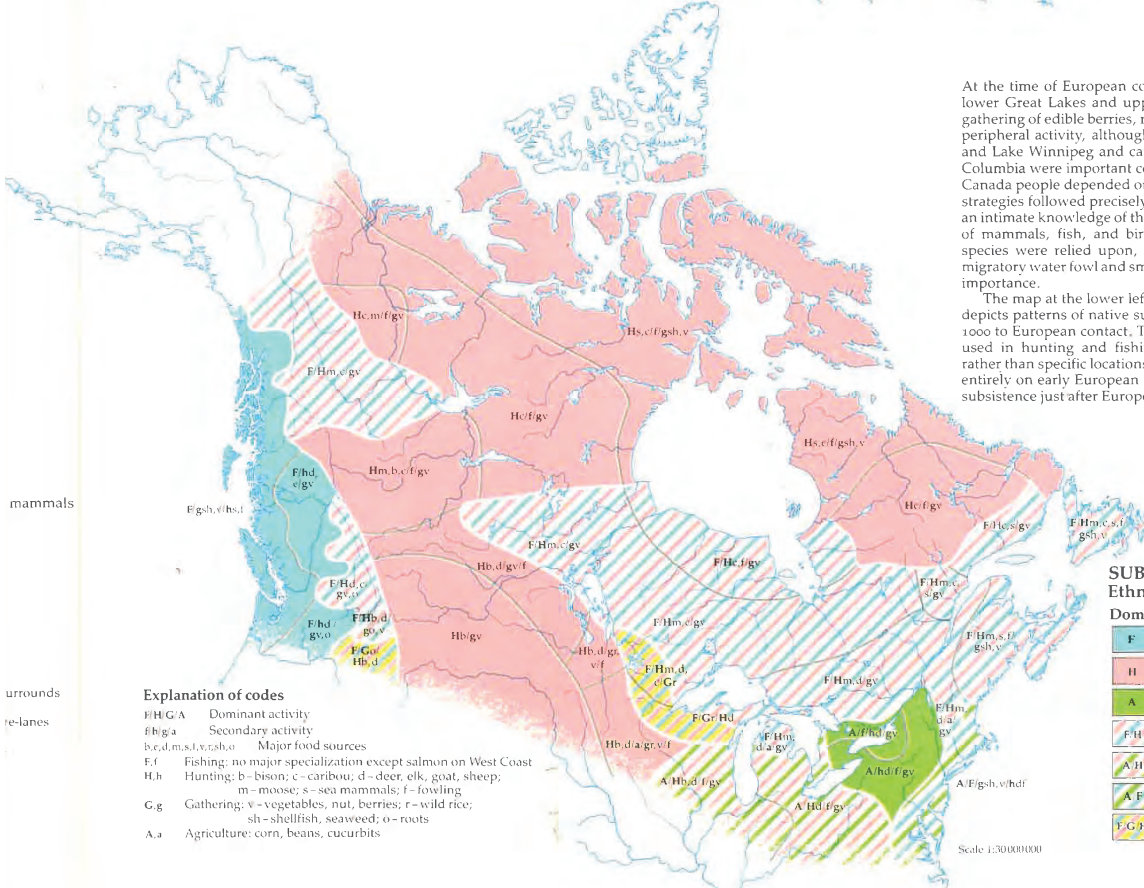 At the time of European co
lower Great Lakes and upp
gathering of edible berries, r
peripheral activity, although
and Lake Winnipeg and ca
Columbia were important co
Canada people depended or
strategies followed precisely
an intimate knowledge of th
of mammals, fish, and bir
species were relied upon,
migratory water fowl and sm
importance.
The map at the lower lef
depicts patterns of native su
1000 to European contact. T
used in hunting and fishi
rather than specific locations
entirely on early European
subsistence just after Europe
Hc,m/f/gv
Hs,c/f/gsh,v
F/Hm,c/gv
Hc/f/gv
Hs,c/f/gsh,v
Hm,b,c/f/gv
F/hd,
c/gv
mammals
F/gsh,v/hs,f
Hc/f/gv
F/Hc,s/gv
F/Hm,c,s,f
gsh,v
F/Hm,c/gv
Hb,d/gv/f
F/Hc,f/gv
F/Hm,c,
s/gv
F/Hd,c/
gv,o
F/hd/
gv,o
F/Hb,d/
go,v
F/Go/
Hb,d
Hb/gv
F/Hm,c/gv
F/Hm,s,f/
gsh,v
Hb,d/gr,
v/f
F/Hm,d,
c/Gr
F/Hm,d/gv
F/Gr/Hd
F/Hm,
d/a/gv
F/Hm,
d/a/
gv
A/f/hd/gv
Hb,d/a/gr,v/f
A/hd/f/gv
A/Hb,d/f/gv
A/Hd/f/gv
A/F/gsh,v/hdf
SUB
Ethn
Dom
F
H
A
F/H
A/H
A/F
F/G/H
urrounds
re-lanes
Explanation of codes
F/H/G/A Dominant activity
f/h/g/a Secondary activity
b,c,d,m,s,f,v,r,sh,o Major food sources
F,f Fishing: no major specialization except salmon on West Coast
H,h Hunting: b – bison; c – caribou; d – deer, elk, goat, sheep;
m – moose; s – sea mammals; f – fowling
G,g Gathering: v – vegetables, nut, berries; r – wild rice;
sh – shellfish, seaweed; o – roots
A,a Agriculture: corn, beans, cucurbits
Scale 1:30000000